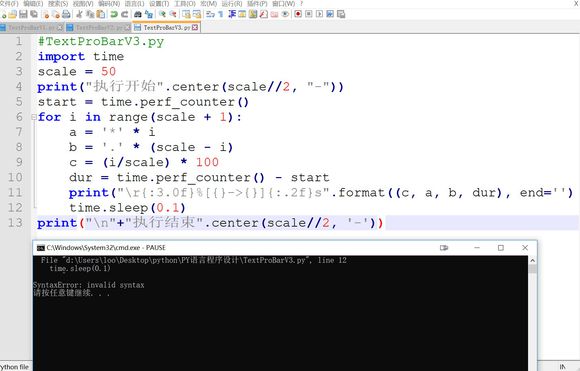 文件(F) 编辑(E) 搜索(S) 视图(V) 编码(N) 语言(L) 设置(T) 工具(O) 宏(M) 运行(R) 插件(P) 窗口(W) ?
TextProBarV1.py TextProBarV2.py TextProBarV3.py
1 #TextProBarV3.py
2 import time
3 scale = 50
4 print("执行开始".center(scale//2, "-"))
5 start = time.perf_counter()
6 for i in range(scale + 1):
7 a = '*' * i
8 b = '.' * (scale - i)
9 c = (i/scale) * 100
10 dur = time.perf_counter() - start
11 print("\r{:3.0f}%[{}->{}]{:.2f}s".format((c, a, b, dur), end='')
12 time.sleep(0.1)
13 print("\n"+"执行结束".center(scale//2, '-'))
C:\Windows\System32\cmd.exe - PAUSE
File "d:\Users\loo\Desktop\python\PY语言程序设计\TextProBarV3.py", line 12
time.sleep(0.1)
SyntaxError: invalid syntax
请按任意键继续. . .
Python file
IN